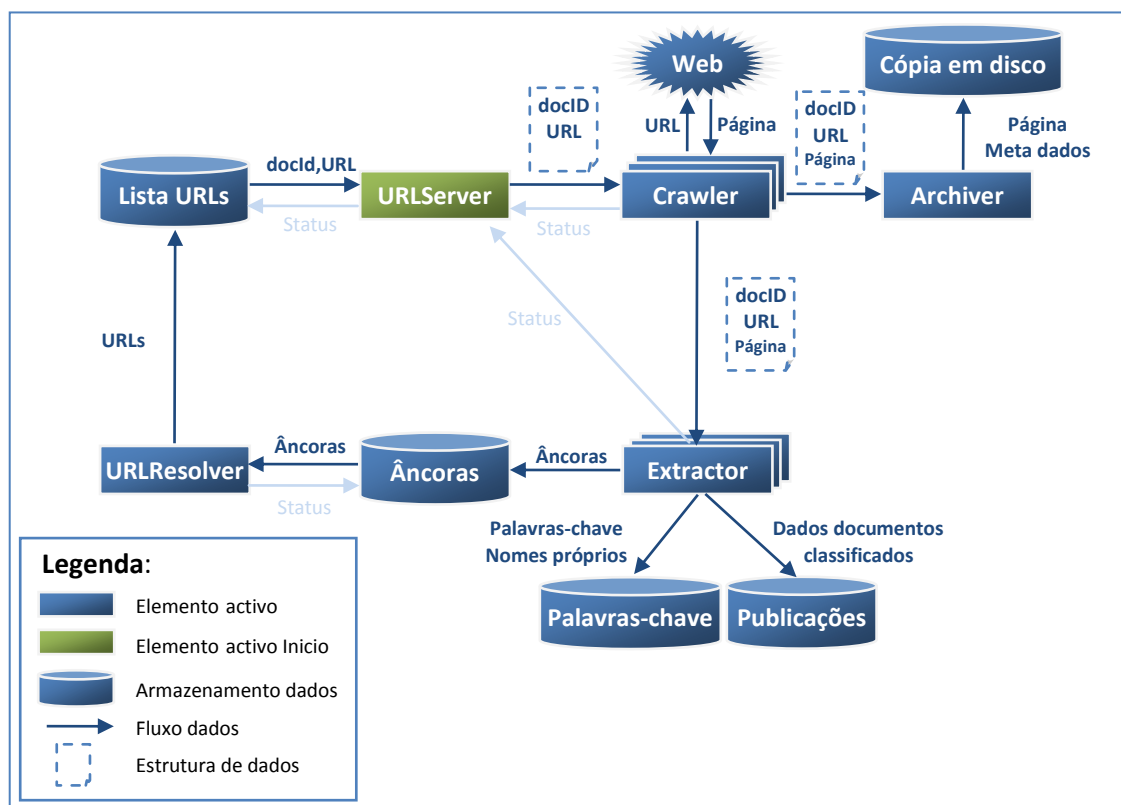 Web
Cópia em disco
docID
URL
URL
Página
docID
URL
Página
Página
Meta dados
Lista URLs
docId,URL
URLServer
Crawler
Archiver
Status
Status
Status
docID
URL
Página
URLs
URLResolver
Âncoras
Status
Âncoras
Âncoras
Extractor
Palavras-chave
Nomes próprios
Dados documentos
classificados
Palavras-chave
Publicações
Legenda:
Elemento activo
Elemento activo Inicio
Armazenamento dados
Fluxo dados
Estrutura de dados